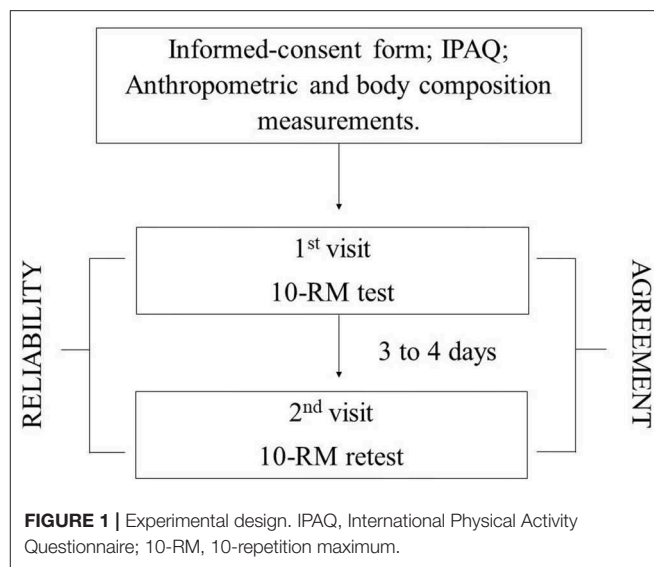 Informed-consent form; IPAQ;
Anthropometric and body composition
measurements.
1st visit
10-RM test
RELIABILITY
3 to 4 days
AGREEMENT
2nd visit
10-RM retest
FIGURE 1 | Experimental design. IPAQ, International Physical Activity
Questionnaire; 10-RM, 10-repetition maximum.